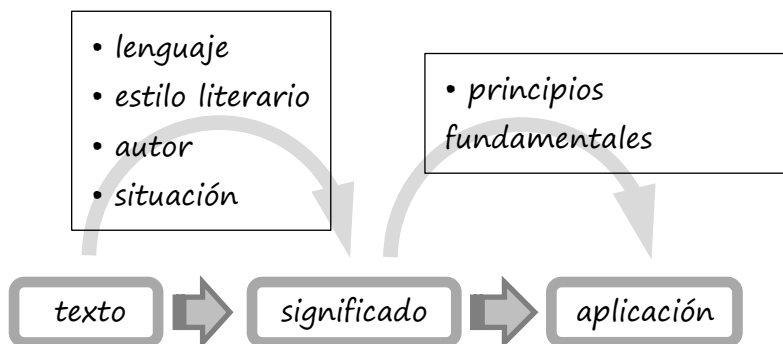 • lenguaje
• estilo literario
• autor
• situación
• principios
fundamentales
texto
significado
aplicación